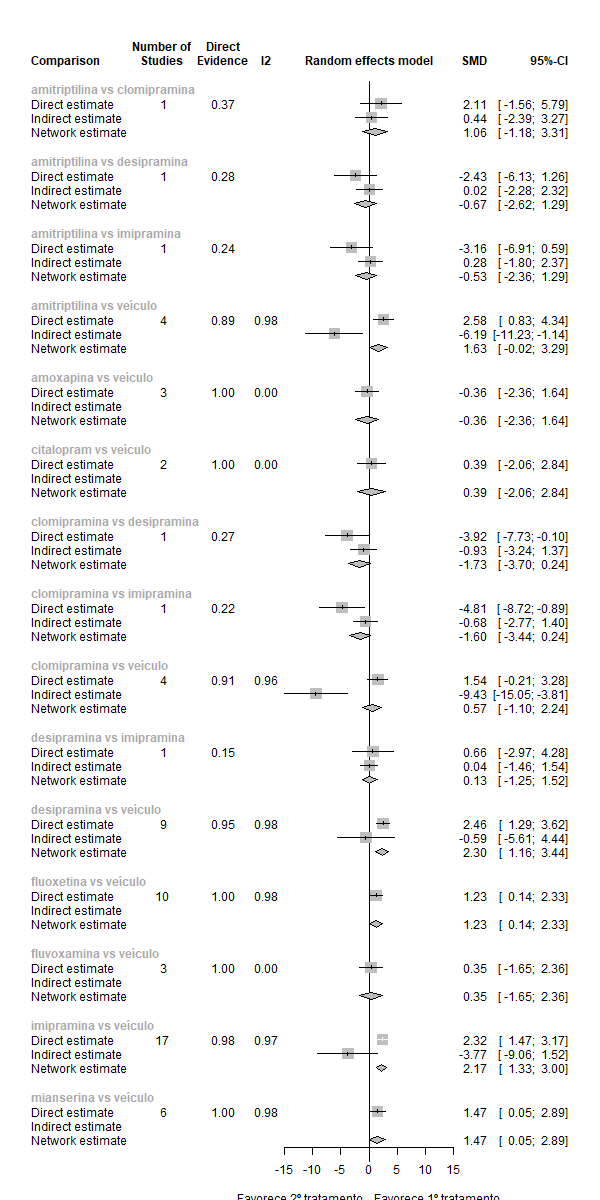 Number of Direct
Comparison Studies Evidence I2 Random effects model SMD 95%-CI
amitriptilina vs clomipramina
Direct estimate 1 0.37 2.11 [ -1.56; 5.79]
Indirect estimate 0.44 [ -2.39; 3.27]
Network estimate 1.06 [ -1.18; 3.31]
amitriptilina vs desipramina
Direct estimate 1 0.28 -2.43 [ -6.13; 1.26]
Indirect estimate 0.02 [ -2.28; 2.32]
Network estimate -0.67 [ -2.62; 1.29]
amitriptilina vs imipramina
Direct estimate 1 0.24 -3.16 [ -6.91; 0.59]
Indirect estimate 0.28 [ -1.80; 2.37]
Network estimate -0.53 [ -2.36; 1.29]
amitriptilina vs veículo
Direct estimate 4 0.89 0.98 2.58 [ 0.83; 4.34]
Indirect estimate -6.19 [-11.23; -1.14]
Network estimate 1.63 [ -0.02; 3.29]
amoxapina vs veículo
Direct estimate 3 1.00 0.00 -0.36 [ -2.36; 1.64]
Indirect estimate
Network estimate -0.36 [ -2.36; 1.64]
citalopram vs veículo
Direct estimate 2 1.00 0.00 0.39 [ -2.06; 2.84]
Indirect estimate
Network estimate 0.39 [ -2.06; 2.84]
clomipramina vs desipramina
Direct estimate 1 0.27 -3.92 [ -7.73; -0.10]
Indirect estimate -0.93 [ -3.24; 1.37]
Network estimate -1.73 [ -3.70; 0.24]
clomipramina vs imipramina
Direct estimate 1 0.22 -4.81 [ -8.72; -0.89]
Indirect estimate -0.68 [ -2.77; 1.40]
Network estimate -1.60 [ -3.44; 0.24]
clomipramina vs veículo
Direct estimate 4 0.91 0.96 1.54 [ -0.21; 3.28]
Indirect estimate -9.43 [-15.05; -3.81]
Network estimate 0.57 [ -1.10; 2.24]
desipramina vs imipramina
Direct estimate 1 0.15 0.66 [ -2.97; 4.28]
Indirect estimate 0.04 [ -1.46; 1.54]
Network estimate 0.13 [ -1.25; 1.52]
desipramina vs veículo
Direct estimate 9 0.95 0.98 2.46 [ 1.29; 3.62]
Indirect estimate -0.59 [ -5.61; 4.44]
Network estimate 2.30 [ 1.16; 3.44]
fluoxetina vs veículo
Direct estimate 10 1.00 0.98 1.23 [ 0.14; 2.33]
Indirect estimate
Network estimate 1.23 [ 0.14; 2.33]
fluvoxamina vs veículo
Direct estimate 3 1.00 0.00 0.35 [ -1.65; 2.36]
Indirect estimate
Network estimate 0.35 [ -1.65; 2.36]
imipramina vs veículo
Direct estimate 17 0.98 0.97 2.32 [ 1.47; 3.17]
Indirect estimate -3.77 [ -9.06; 1.52]
Network estimate 2.17 [ 1.33; 3.00]
mianserina vs veículo
Direct estimate 6 1.00 0.98 1.47 [ 0.05; 2.89]
Indirect estimate
Network estimate 1.47 [ 0.05; 2.89]
-15 -10 -5 0 5 10 15
Favorece 2º tratamento Favorece 1º tratamento